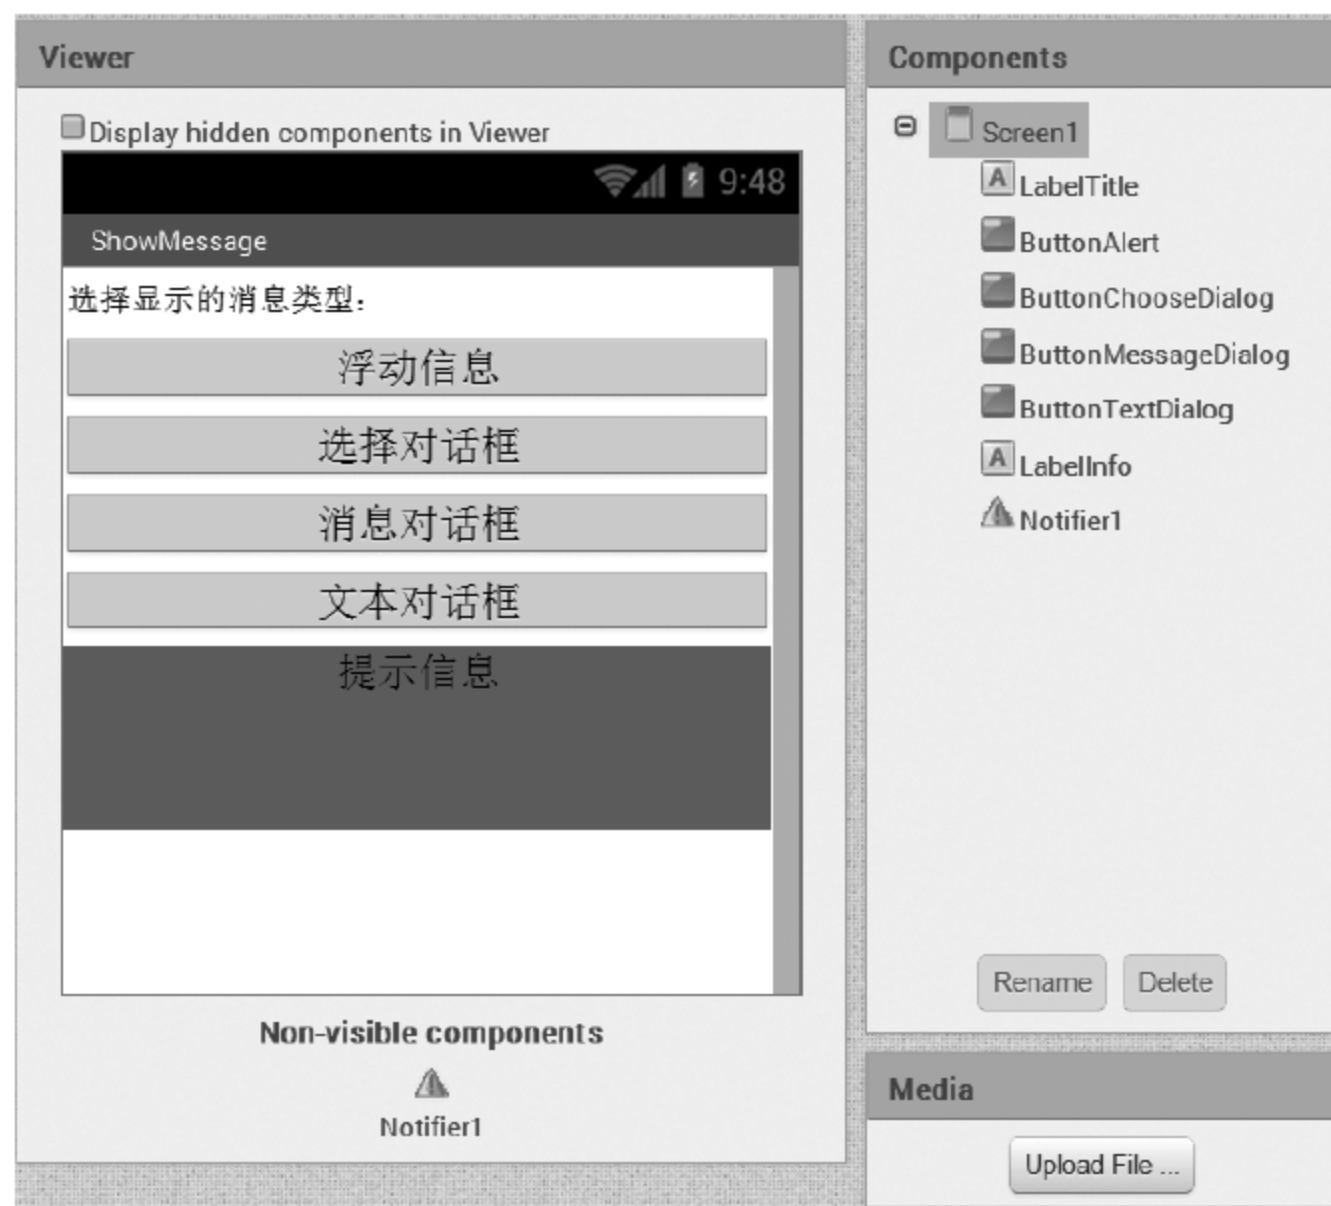 Viewer
Display hidden components in Viewer
9:48
ShowMessage
选择显示的消息类型:
浮动信息
选择对话框
消息对话框
文本对话框
提示信息
Non-visible components
Notifier1
Components
Screen1
A LabelTitle
ButtonAlert
ButtonChooseDialog
ButtonMessageDialog
ButtonTextDialog
A LabelInfo
Notifier1
Rename Delete
Media
Upload File ...